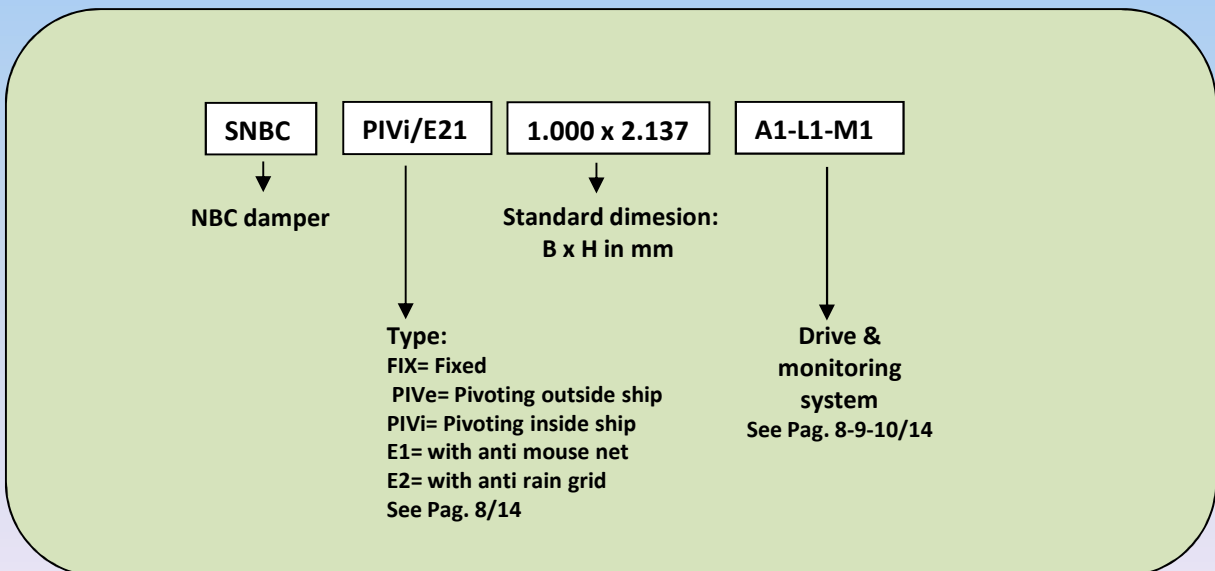 SNBC PIVi/E21 1.000 x 2.137 A1-L1-M1
NBC damper
Standard dimesion:
B x H in mm
Type:
FIX= Fixed
PIVe= Pivoting outside ship
PIVi= Pivoting inside ship
E1= with anti mouse net
E2= with anti rain grid
See Pag. 8/14
Drive &
monitoring
system
See Pag. 8-9-10/14